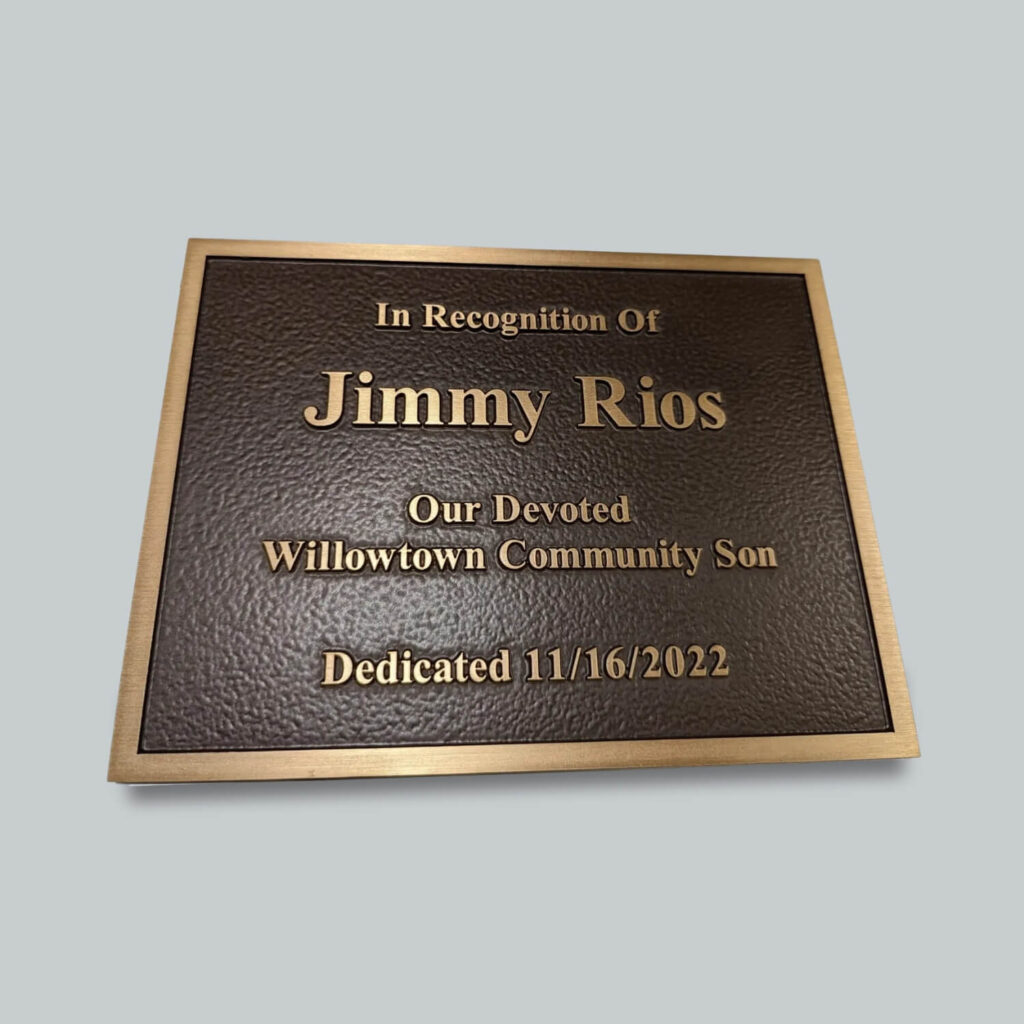 In Recognition Of
Jimmy Rios
Our Devoted
Willowtown Community Son
Dedicated 11/16/2022